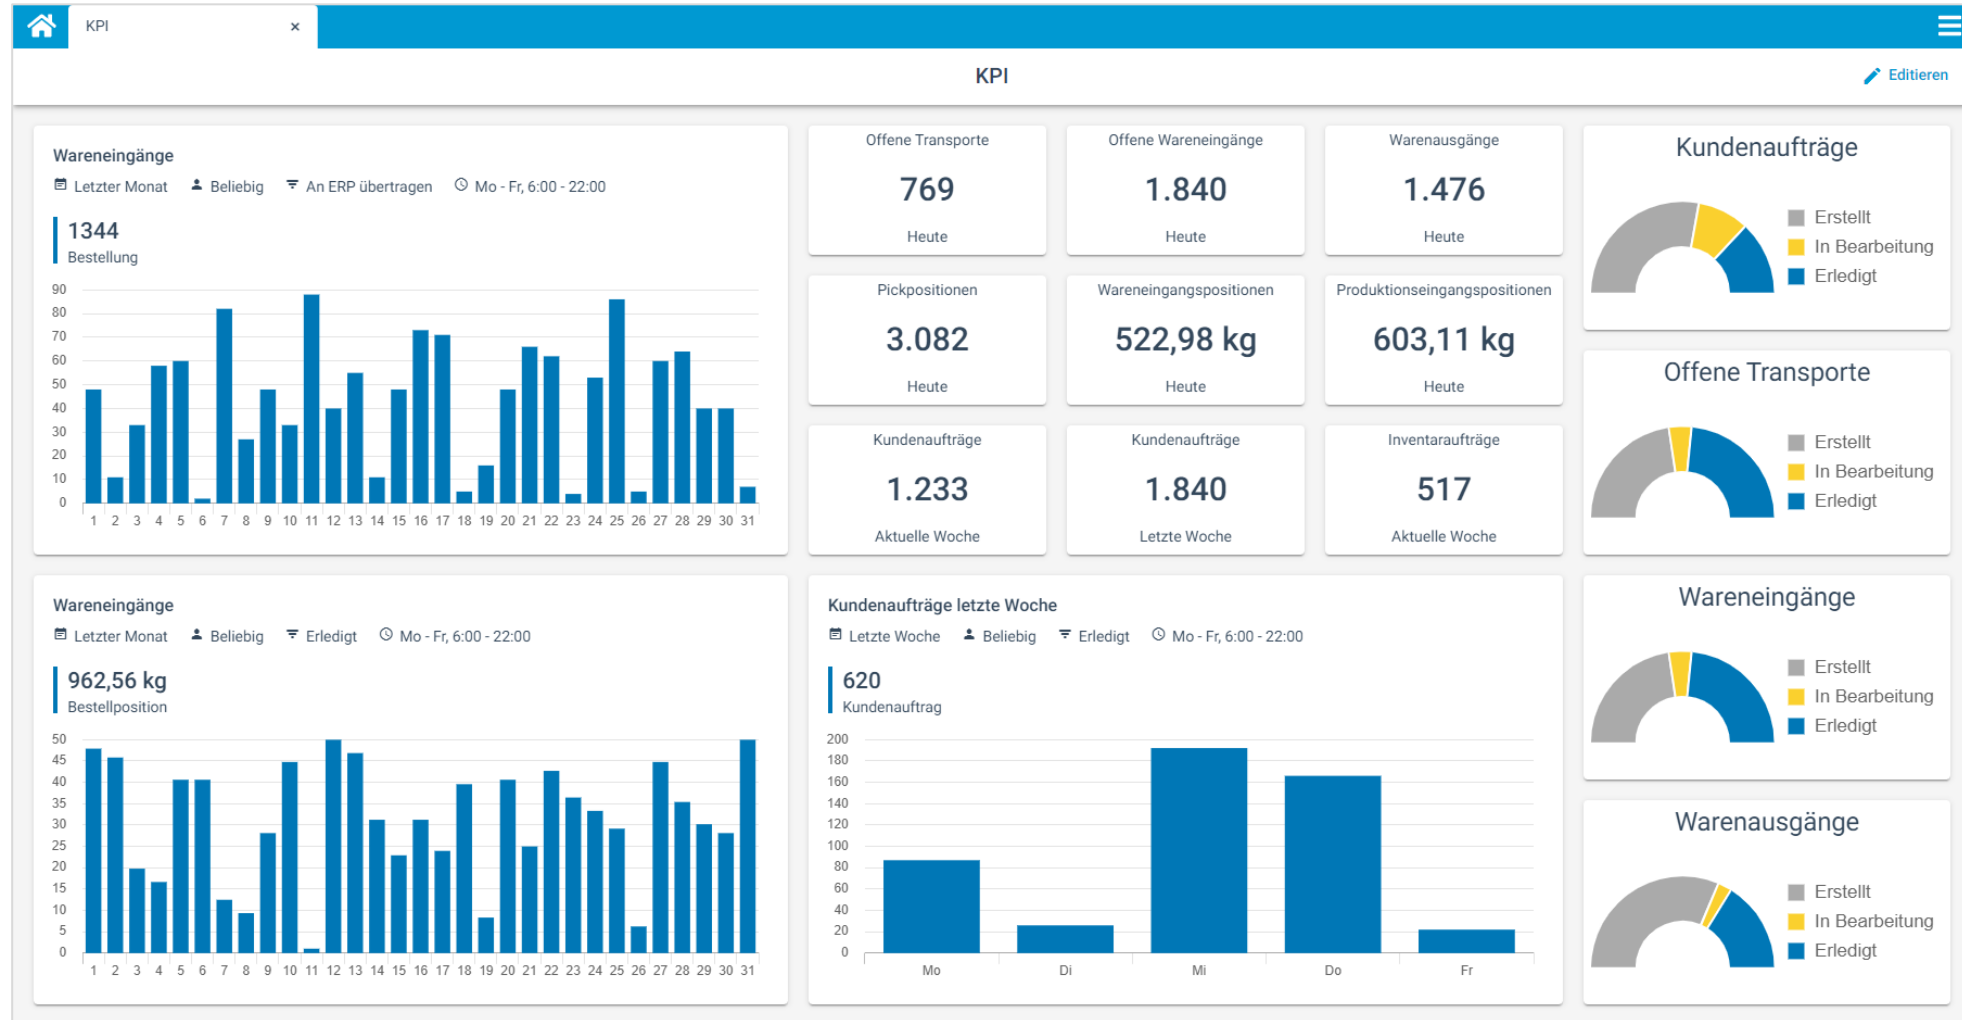 KPI ×
KPI
Editieren
Wareneingänge
Letzter Monat Beliebig An ERP übertragen Mo - Fr, 6:00 - 22:00
1344
Bestellung
90
80
70
60
50
40
30
20
10
0
1 2 3 4 5 6 7 8 9 10 11 12 13 14 15 16 17 18 19 20 21 22 23 24 25 26 27 28 29 30 31
Offene Transporte
769
Heute
Offene Wareneingänge
1.840
Heute
Warenausgänge
1.476
Heute
Pickpositionen
3.082
Heute
Wareneingangspositionen
522,98 kg
Heute
Produktionseingangspositionen
603,11 kg
Heute
Kundenaufträge
1.233
Aktuelle Woche
Kundenaufträge
1.840
Letzte Woche
Inventaraufträge
517
Aktuelle Woche
Kundenaufträge
Erstellt
In Bearbeitung
Erledigt
Offene Transporte
Erstellt
In Bearbeitung
Erledigt
Wareneingänge
Letzter Monat Beliebig Erledigt Mo - Fr, 6:00 - 22:00
962,56 kg
Bestellposition
50
45
40
35
30
25
20
15
10
5
0
1 2 3 4 5 6 7 8 9 10 11 12 13 14 15 16 17 18 19 20 21 22 23 24 25 26 27 28 29 30 31
Kundenaufträge letzte Woche
Letzte Woche Beliebig Erledigt Mo - Fr, 6:00 - 22:00
620
Kundenauftrag
200
180
160
140
120
100
80
60
40
20
0
Mo Di Mi Do Fr
Wareneingänge
Erstellt
In Bearbeitung
Erledigt
Warenausgänge
Erstellt
In Bearbeitung
Erledigt